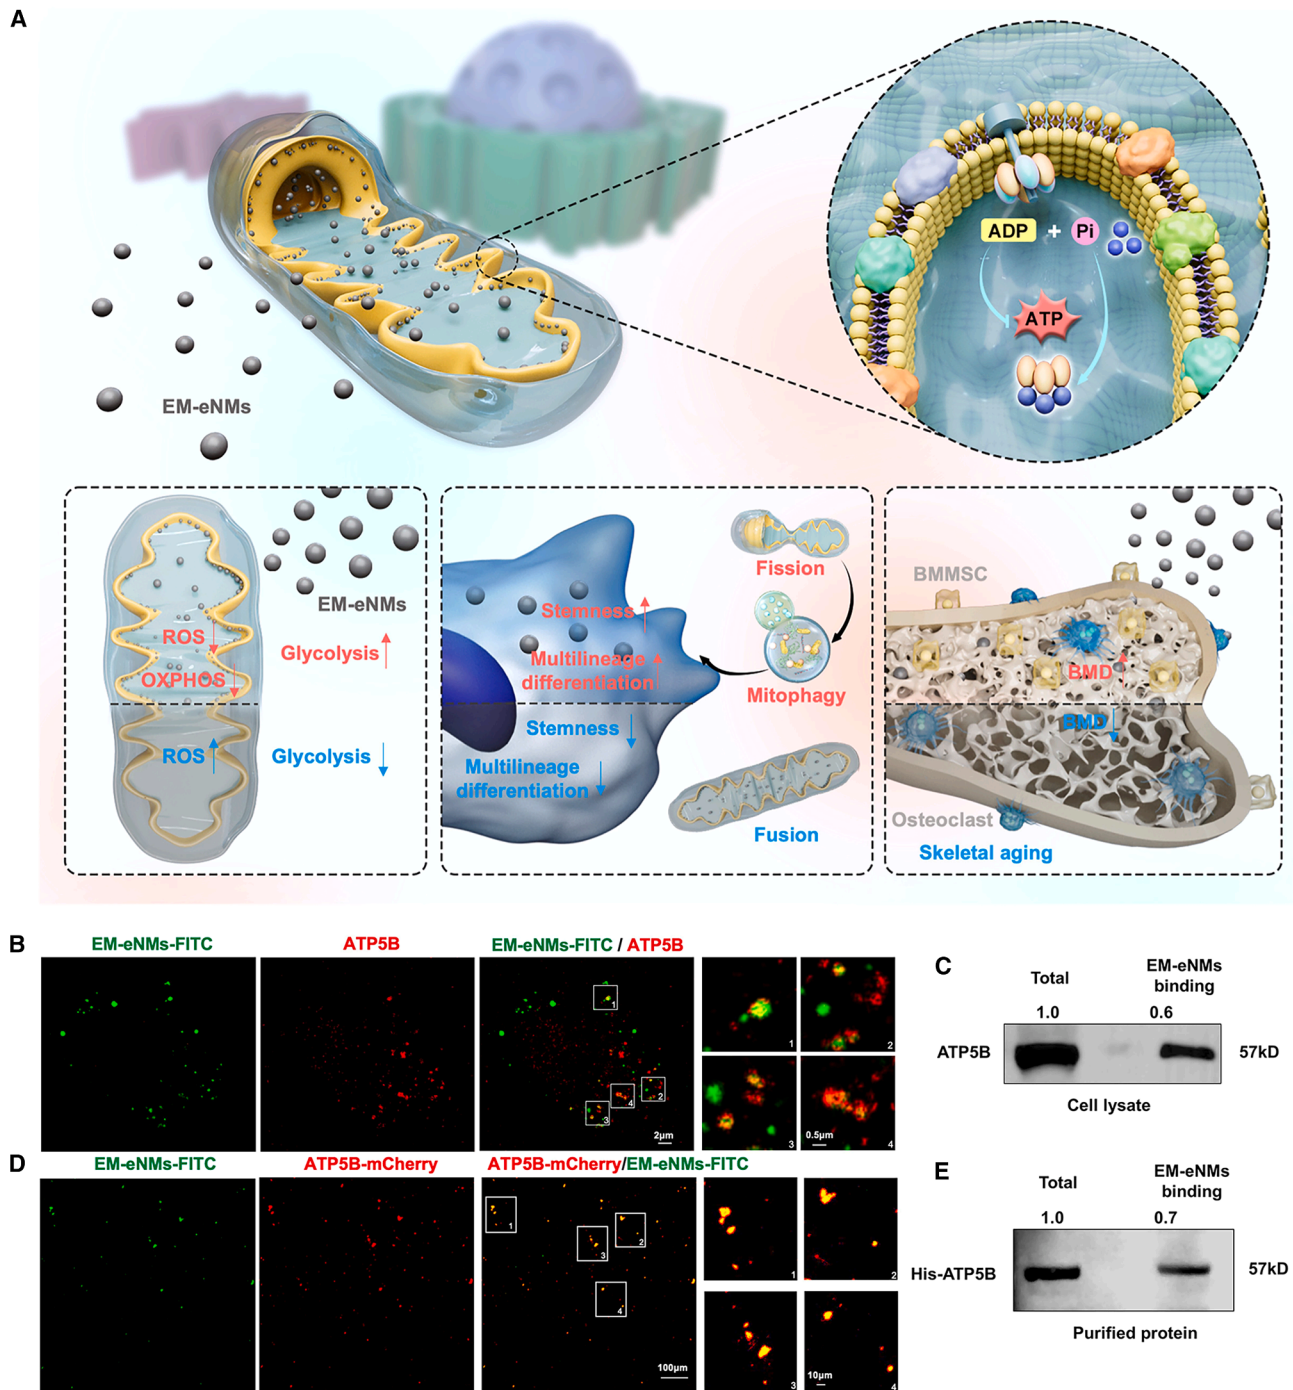 A
ADP + Pi
ATP
EM-eNMs
EM-eNMs
ROS
OXPHOS
Glycolysis
ROS
Glycolysis
Fission
Stemness
Multilineage
differentiation
Mitophagy
Stemness
Multilineage
differentiation
Fusion
BMMSC
BMD
BMD
Osteoclast
Skeletal aging
B
EM-eNMs-FITC
ATP5B
EM-eNMs-FITC / ATP5B
1
2
3
4
2μm
1
2
3
0.5μm
4
C
Total
EM-eNMs
binding
1.0
0.6
ATP5B
57kD
Cell lysate
D
EM-eNMs-FITC
ATP5B-mCherry
ATP5B-mCherry/EM-eNMs-FITC
1
2
3
4
100μm
1
2
3
10μm
4
E
Total
EM-eNMs
binding
1.0
0.7
His-ATP5B
57kD
Purified protein